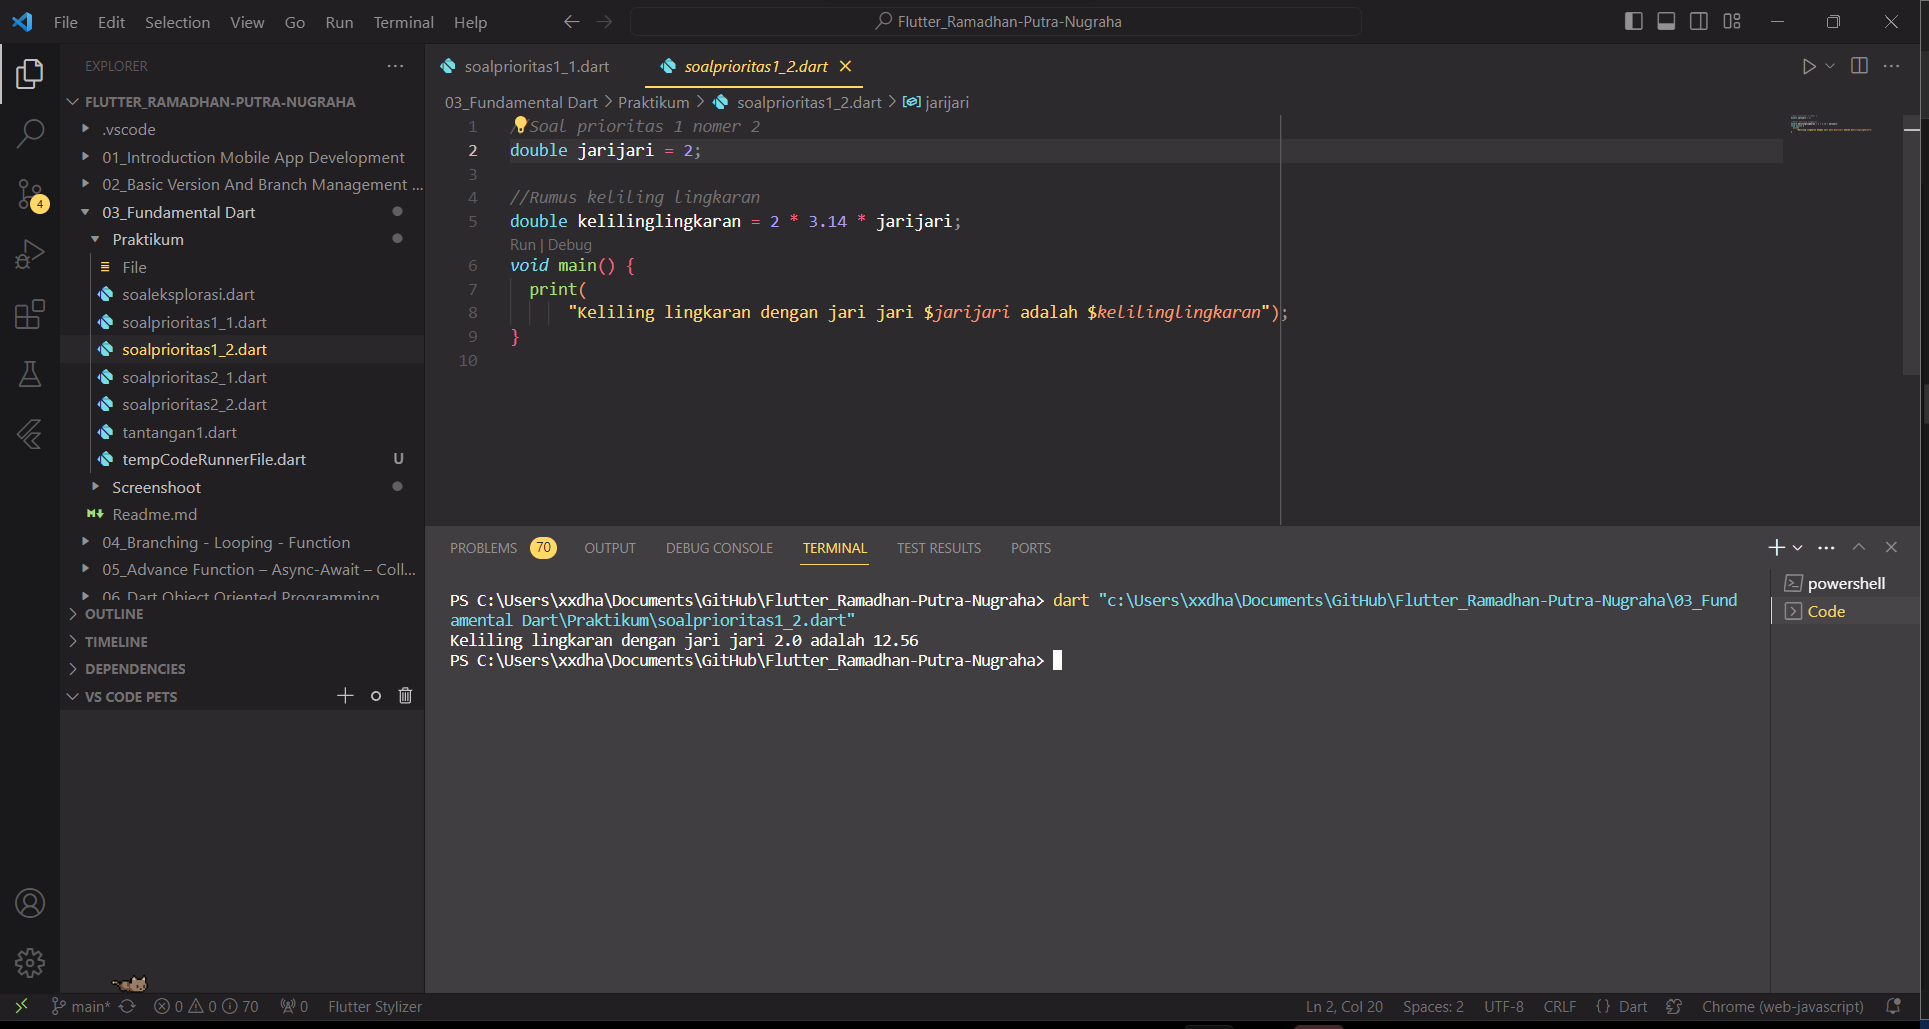 File Edit Selection View Go Run Terminal Help
Flutter_Ramadhan-Putra-Nugraha
EXPLORER
FLUTTER_RAMADHAN-PUTRA-NUGRAHA
.vscode
01_Introduction Mobile App Development
02_Basic Version And Branch Management ...
03_Fundamental Dart
Praktikum
File
soaleksplorasi.dart
soalprioritas1_1.dart
soalprioritas1_2.dart
soalprioritas2_1.dart
soalprioritas2_2.dart
tantangan1.dart
tempCodeRunnerFile.dart U
Screenshoot
Readme.md
04_Branching - Looping - Function
05_Advance Function – Async-Await – Coll...
06_Dart Object Oriented Programming
OUTLINE
TIMELINE
DEPENDENCIES
VS CODE PETS
4
soalprioritas1_1.dart soalprioritas1_2.dart
03_Fundamental Dart > Praktikum > soalprioritas1_2.dart > jarijari
1 /Soal prioritas 1 nomer 2
2 double jarijari = 2;
3
4 //Rumus keliling lingkaran
5 double kelilinglingkaran = 2 * 3.14 * jarijari;
Run | Debug
6 void main() {
7 print(
8 "Keliling lingkaran dengan jari jari $jarijari adalah $kelilinglingkaran");
9 }
10
PROBLEMS 70 OUTPUT DEBUG CONSOLE TERMINAL TEST RESULTS PORTS
PS C:\Users\xxdha\Documents\GitHub\Flutter_Ramadhan-Putra-Nugraha> dart "c:\Users\xxdha\Documents\GitHub\Flutter_Ramadhan-Putra-Nugraha\03_Fund
amental Dart\Praktikum\soalprioritas1_2.dart"
Keliling lingkaran dengan jari jari 2.0 adalah 12.56
PS C:\Users\xxdha\Documents\GitHub\Flutter_Ramadhan-Putra-Nugraha>
powershell
Code
main* 0 0 70 0 Flutter Stylizer Ln 2, Col 20 Spaces: 2 UTF-8 CRLF {} Dart Chrome (web-javascript)